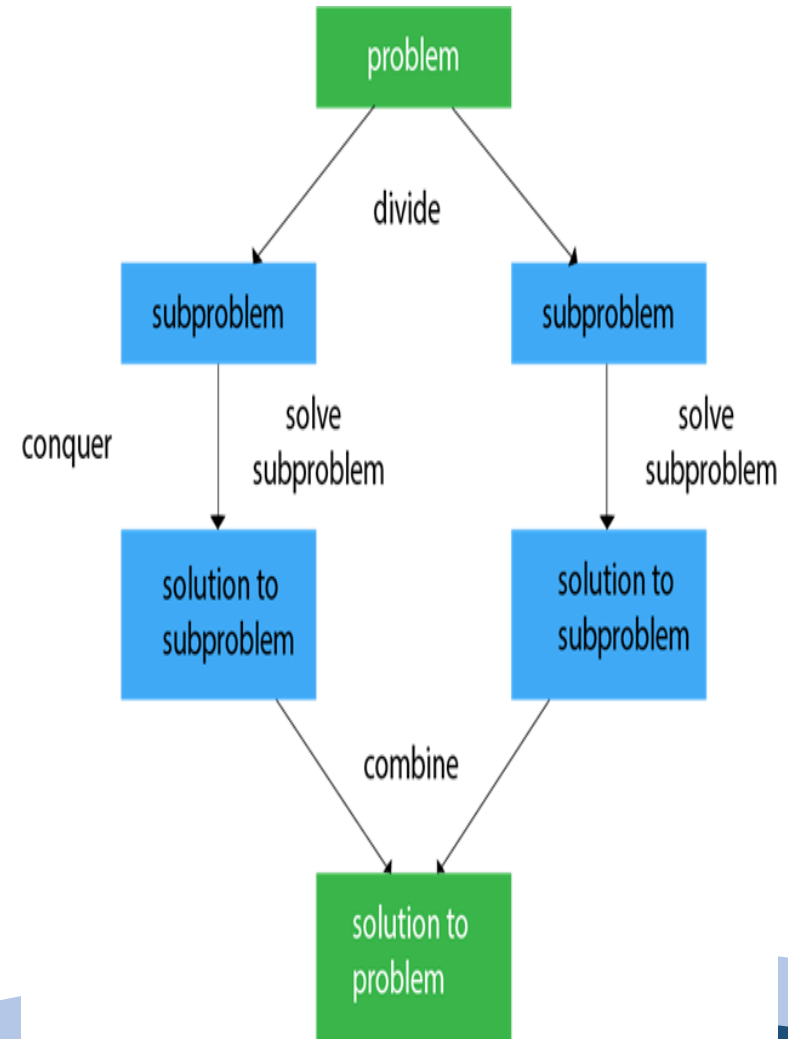 problem
divide
subproblem
subproblem
conquer
solve
subproblem
solve
subproblem
solution to
subproblem
solution to
subproblem
combine
solution to
problem